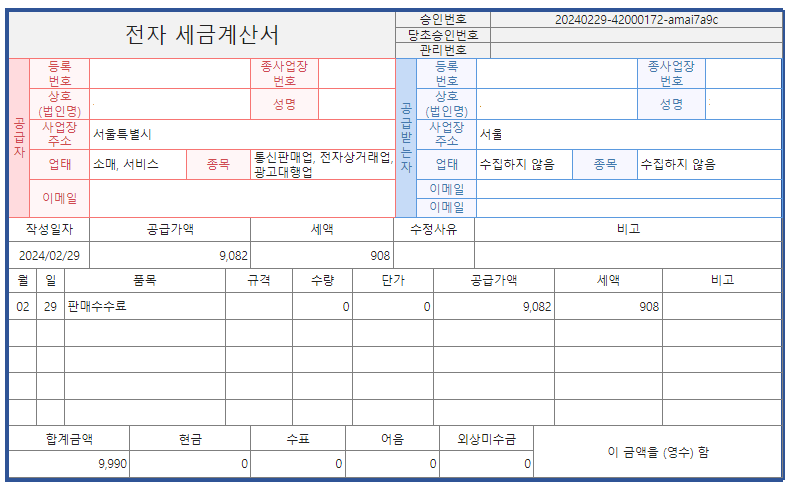 전자 세금계산서
승인번호 20240229-42000172-amai7a9c
당초승인번호
관리번호
공급자
등록번호 종사업장번호
상호(법인명) 성명
사업장주소 서울특별시
업태 소매, 서비스 종목 통신판매업, 전자상거래업, 광고대행업
이메일
공급받는자
등록번호 종사업장번호
상호(법인명) 성명
사업장주소 서울
업태 수집하지 않음 종목 수집하지 않음
이메일
이메일
작성일자 공급가액 세액 수정사유 비고
2024/02/29 9,082 908
월 일 품목 규격 수량 단가 공급가액 세액 비고
02 29 판매수수료 0 0 9,082 908
합계금액 현금 수표 어음 외상미수금 이 금액을 (영수) 함
9,990 0 0 0 0